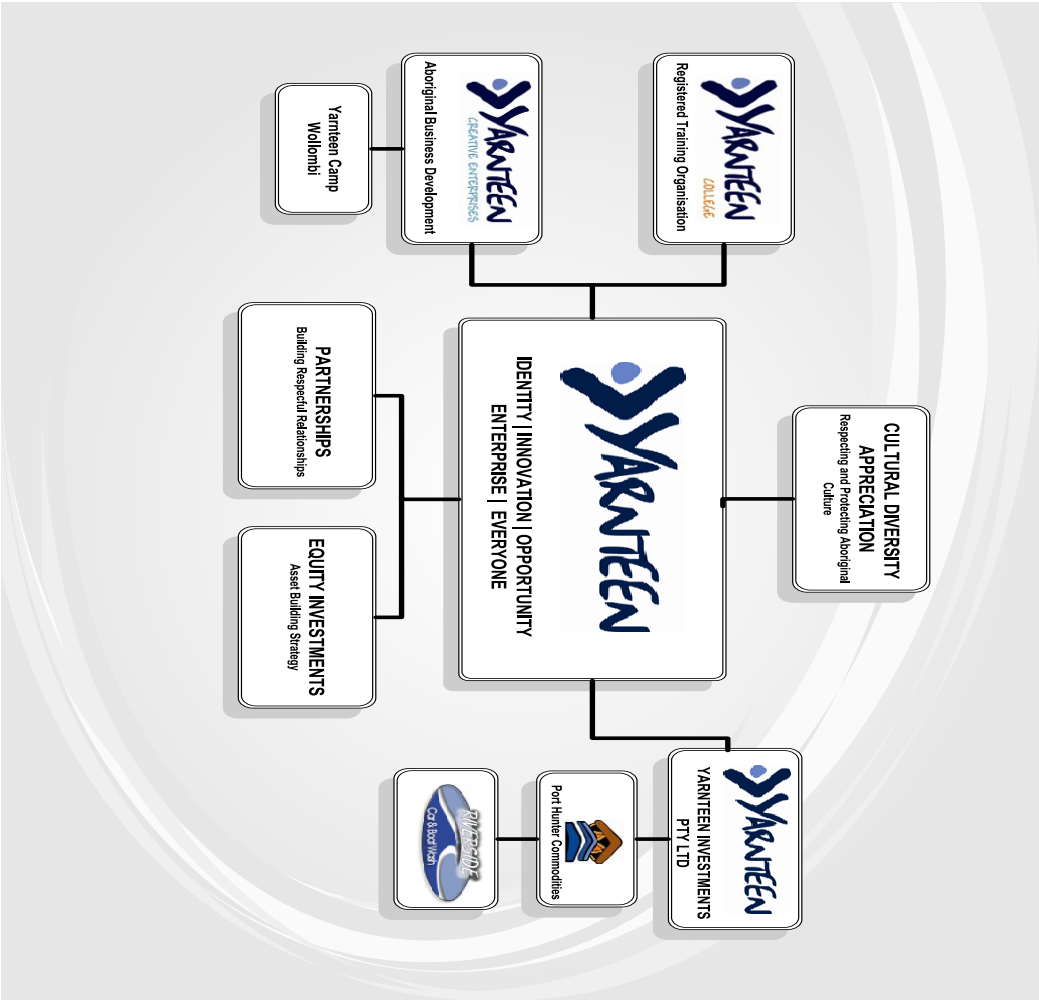 CULTURAL DIVERSITY
APPRECIATION
Respecting and Protecting Aboriginal
Culture
YARNTEEN
COLLEGE
Registered Training Organisation
YARNTEEN
IDENTITY | INNOVATION | OPPORTUNITY
ENTERPRISE | EVERYONE
YARNTEEN
YARNTEEN INVESTMENTS
PTY LTD
YARNTEEN
CREATIVE ENTERPRISES
Aboriginal Business Development
Port Hunter Commodities
Yarnteen Camp
Wollombi
PARTNERSHIPS
Building Respecful Relationships
EQUITY INVESTMENTS
Asset Building Strategy
RIVERSIDE
Car & Boat Wash